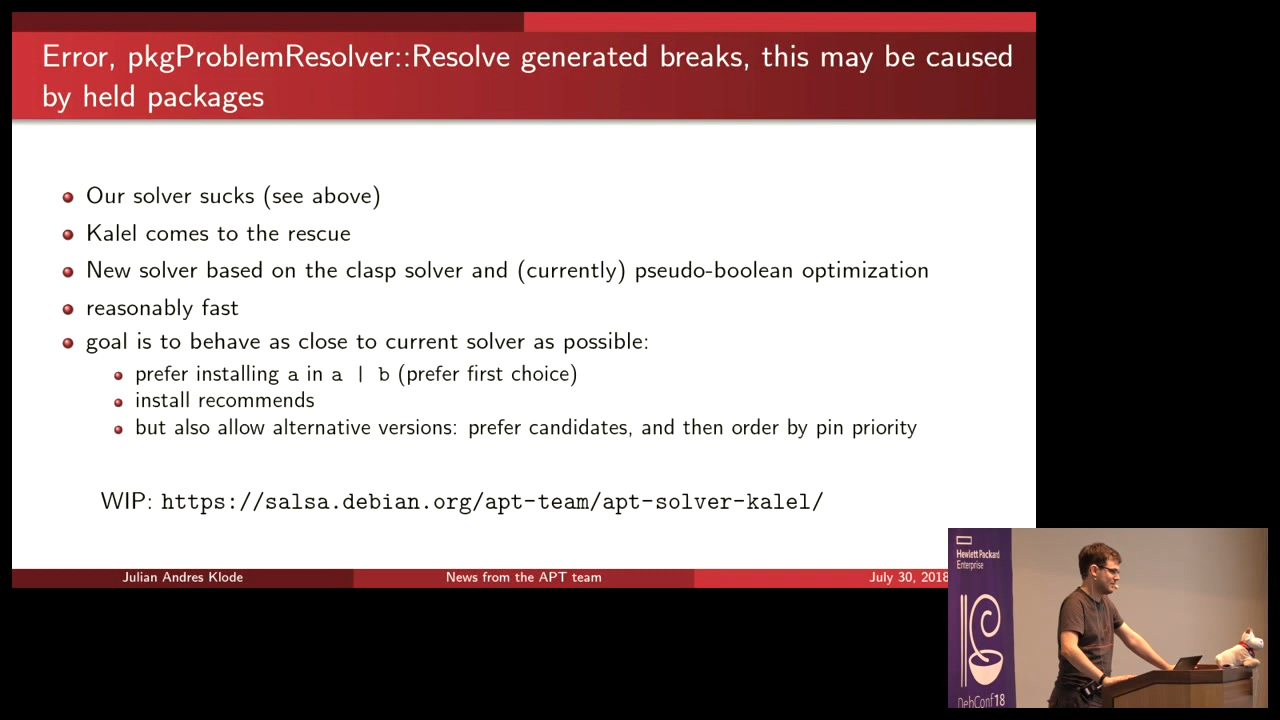 Error, pkgProblemResolver::Resolve generated breaks, this may be caused
by held packages
Our solver sucks (see above)
Kalel comes to the rescue
New solver based on the clasp solver and (currently) pseudo-boolean optimization
reasonably fast
goal is to behave as close to current solver as possible:
prefer installing a in a | b (prefer first choice)
install recommends
but also allow alternative versions: prefer candidates, and then order by pin priority
WIP: https://salsa.debian.org/apt-team/apt-solver-kalel/
Julian Andres Klode
News from the APT team
July 30, 2018
Hewlett Packard
Enterprise
DebConf18